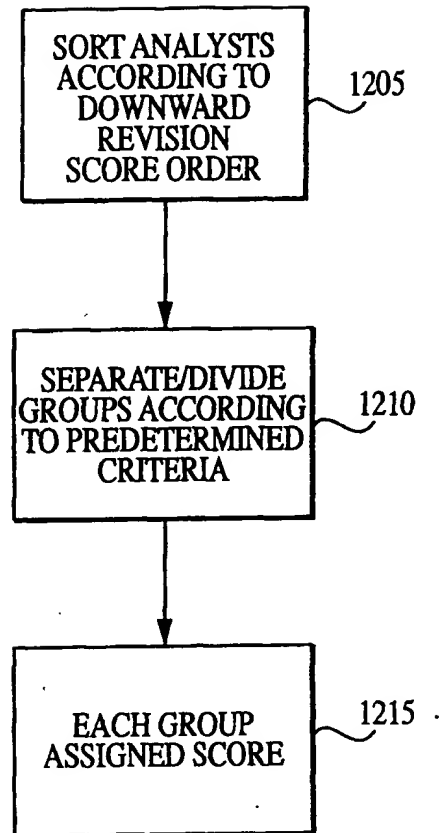 SORT ANALYSTS
ACCORDING TO
DOWNWARD
REVISION
SCORE ORDER
1205
SEPARATE/DIVIDE
GROUPS ACCORDING
TO PREDETERMINED
CRITERIA
1210
EACH GROUP
ASSIGNED SCORE
1215